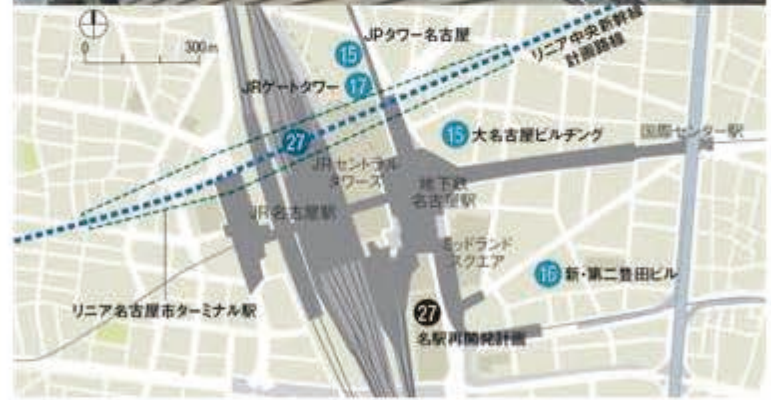 0
300m
JPタワー名古屋
15
JRゲートタワー 17
リニア中央新幹線
計画路線
27
15 大名古屋ビルヂング
国際センター駅
JRセントラル
タワーズ
地下鉄
名古屋駅
JR名古屋駅
ミッドランド
スクエア
16 新・第二豊田ビル
リニア名古屋市ターミナル駅
27
名駅再開発計画